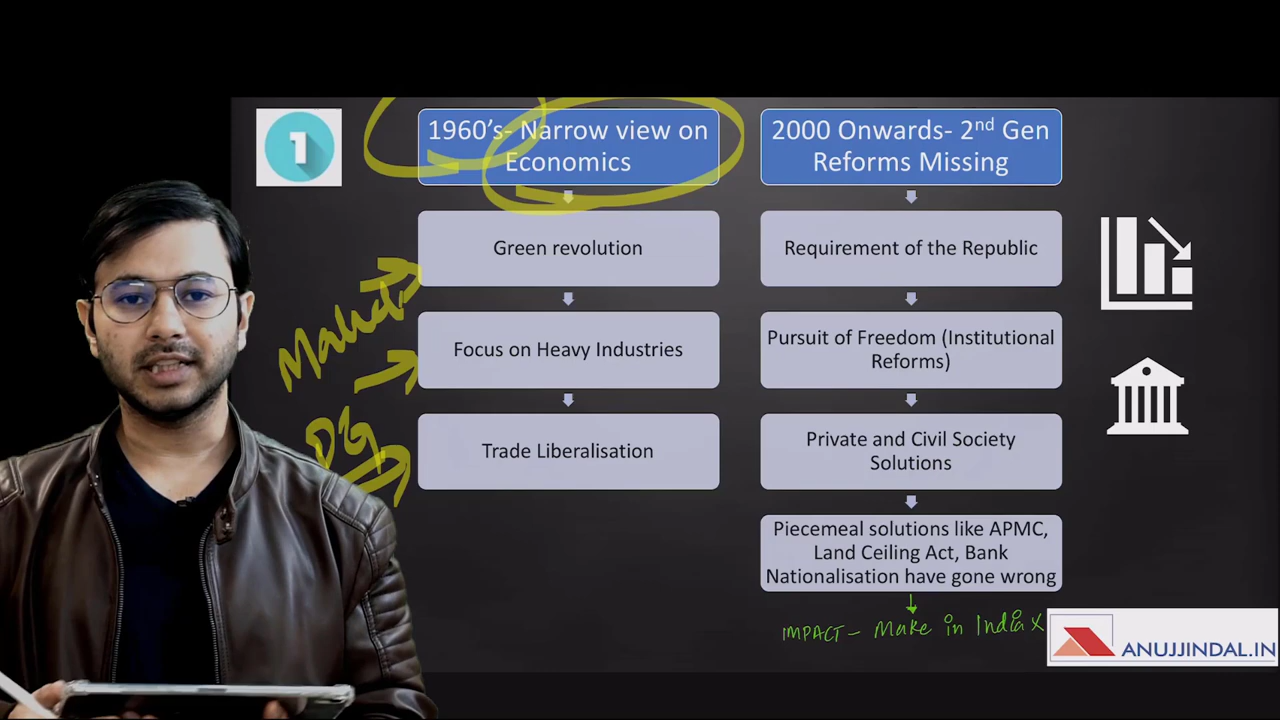 1
1960's- Narrow view on
Economics
Green revolution
Focus on Heavy Industries
Trade Liberalisation
2000 Onwards- 2nd Gen
Reforms Missing
Requirement of the Republic
Pursuit of Freedom (Institutional
Reforms)
Private and Civil Society
Solutions
Piecemeal solutions like APMC,
Land Ceiling Act, Bank
Nationalisation have gone wrong
IMPACT - Make in India X
ANUJJINDAL.IN